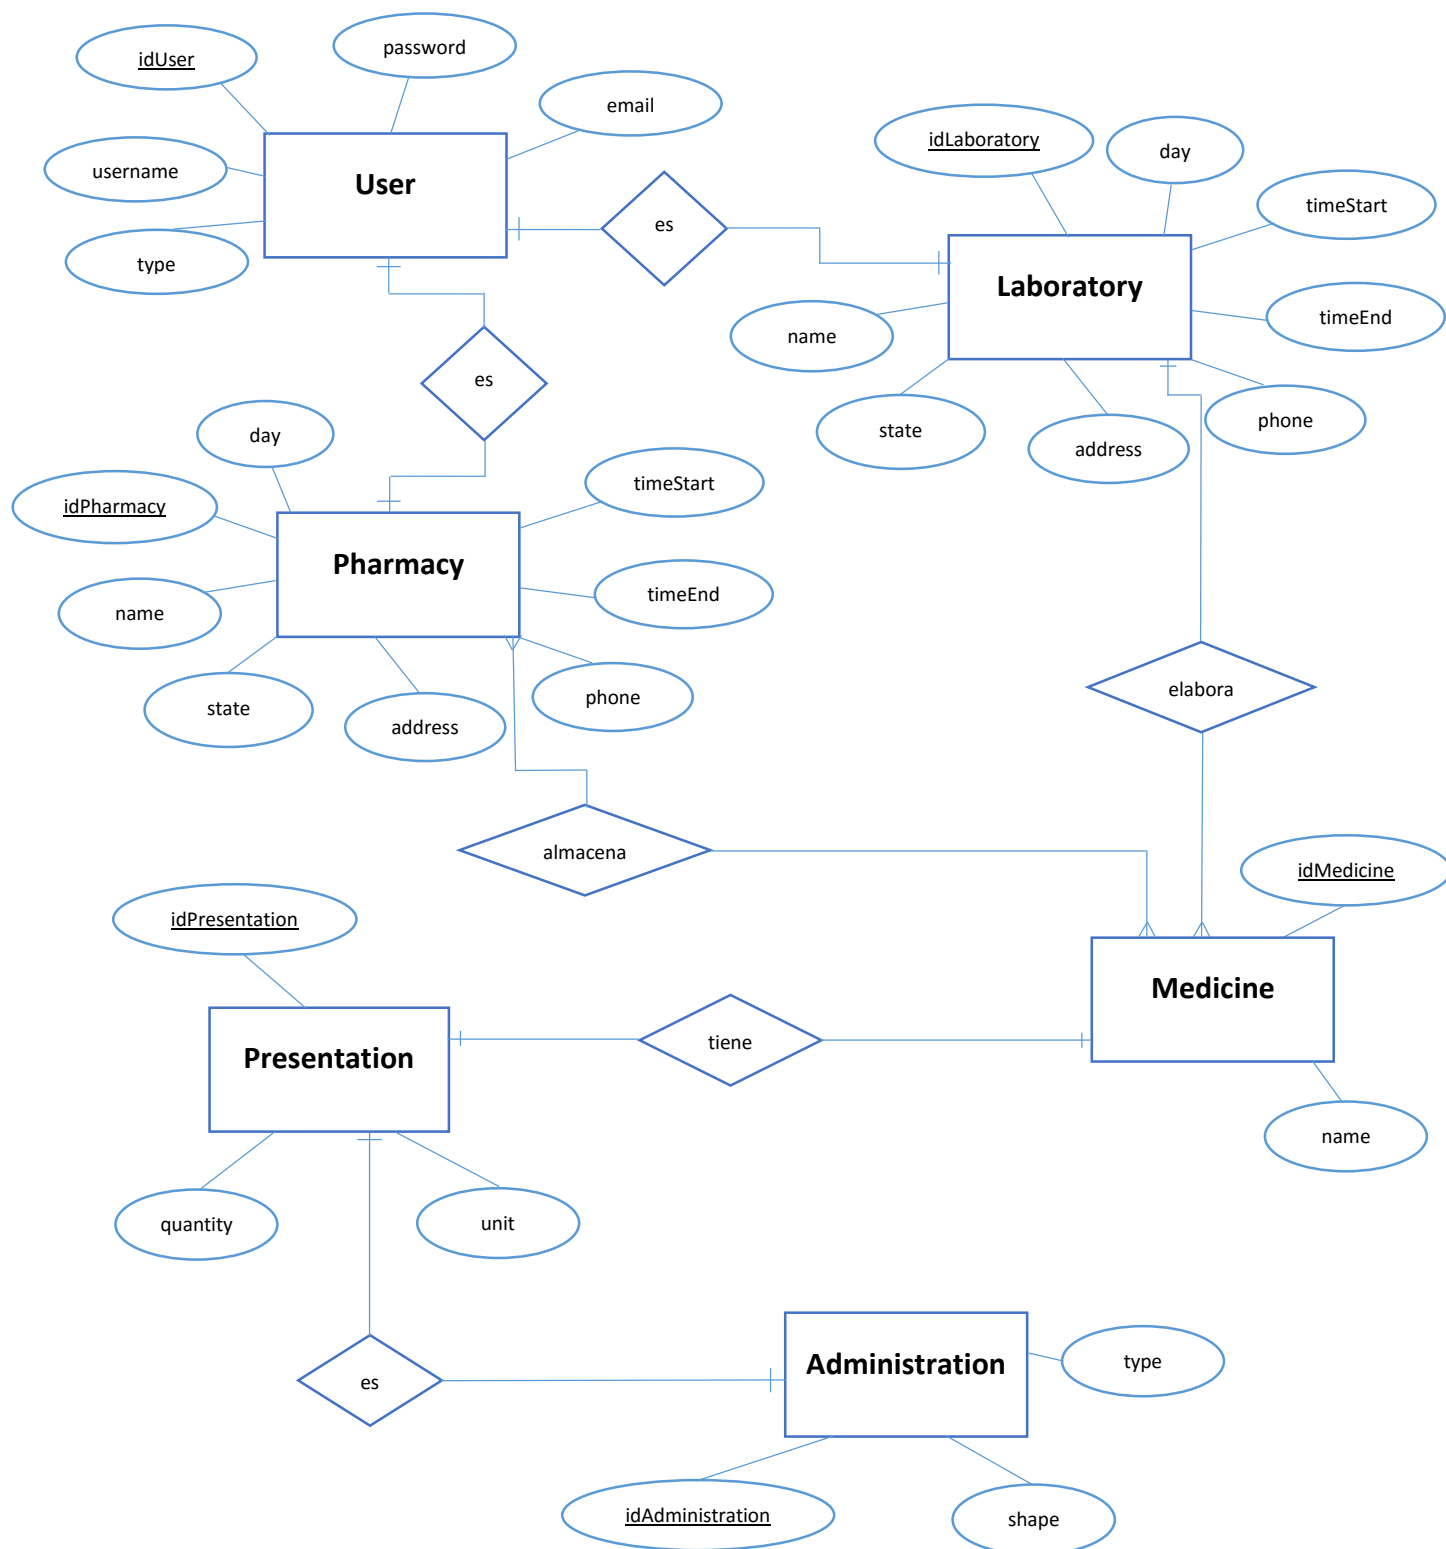 password
idUser
email
idLaboratory
day
username
User
timeStart
es
type
Laboratory
timeEnd
name
es
phone
state
day
address
timeStart
idPharmacy
Pharmacy
timeEnd
name
elabora
phone
state
address
almacena
idMedicine
idPresentation
Medicine
tiene
Presentation
name
quantity
unit
type
Administration
es
idAdministration
shape